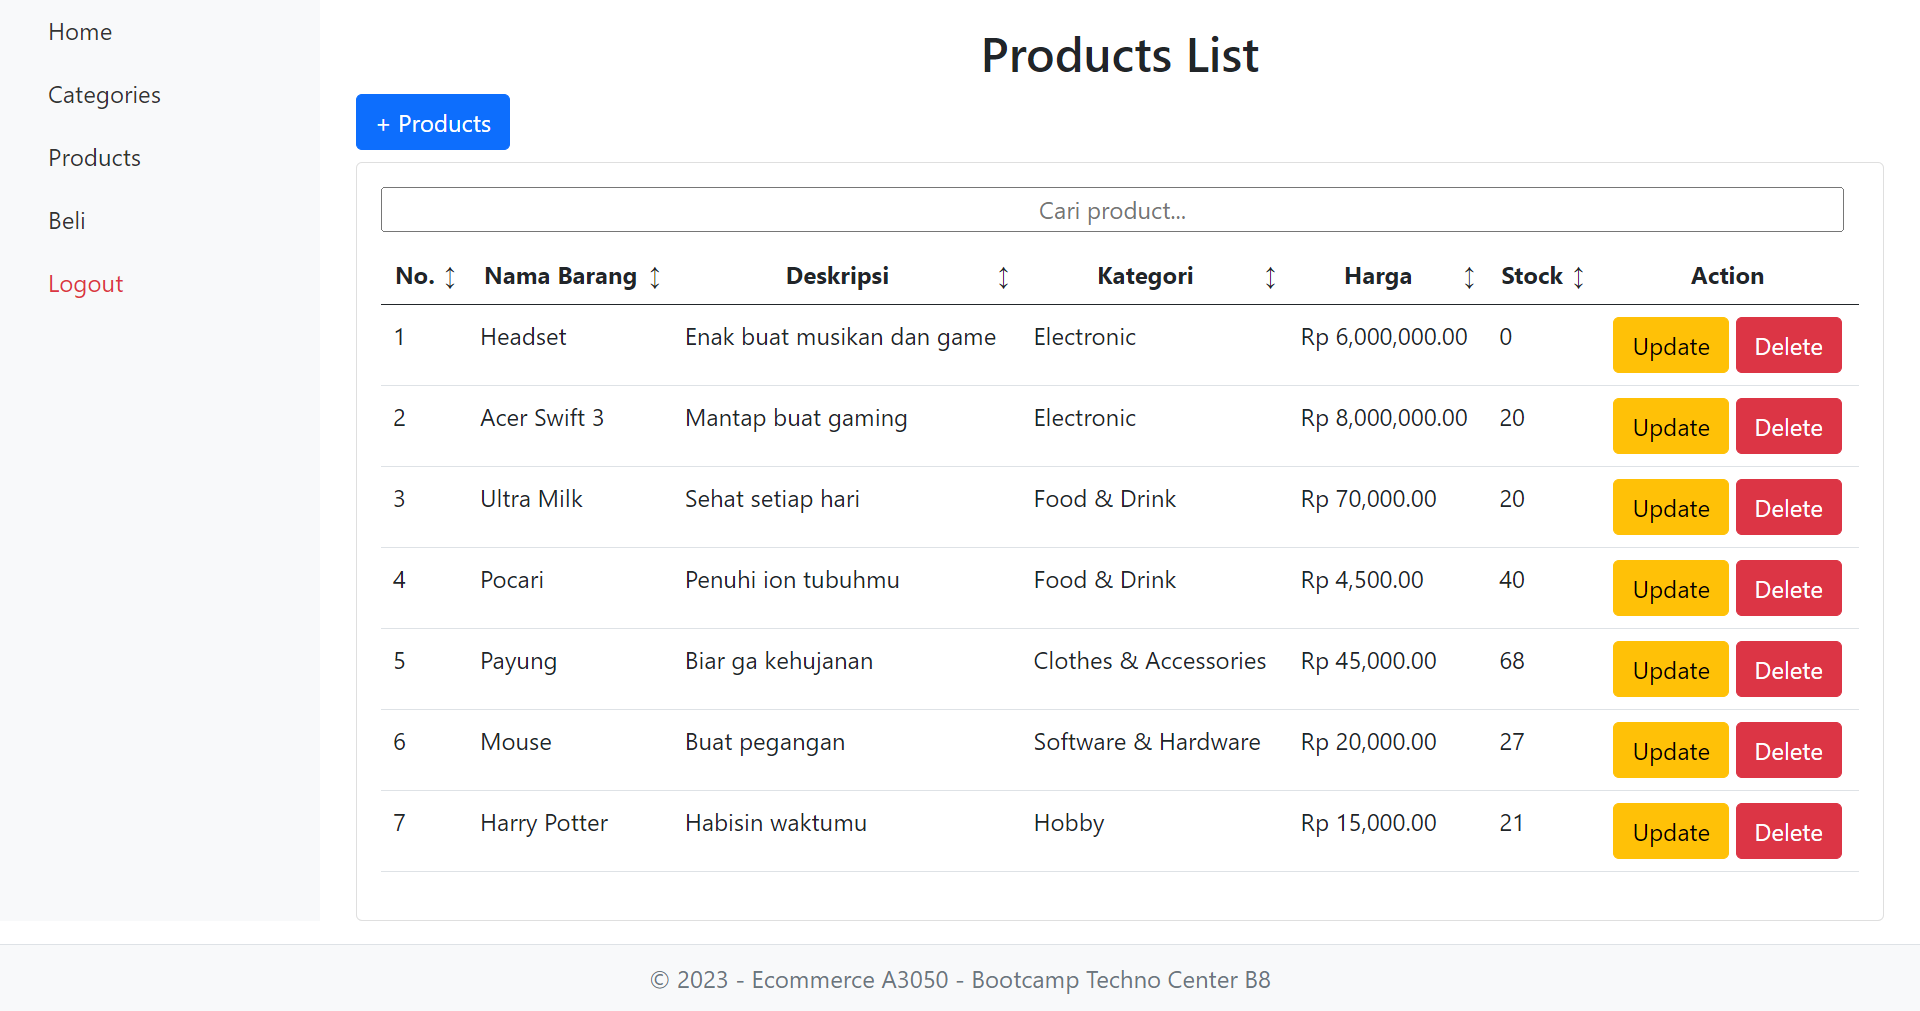 Home
Categories
Products
Beli
Logout
Products List
+ Products
Cari product...
No. ↕ Nama Barang ↕ Deskripsi ↕ Kategori ↕ Harga ↕ Stock ↕ Action
1 Headset Enak buat musikan dan game Electronic Rp 6,000,000.00 0 Update Delete
2 Acer Swift 3 Mantap buat gaming Electronic Rp 8,000,000.00 20 Update Delete
3 Ultra Milk Sehat setiap hari Food & Drink Rp 70,000.00 20 Update Delete
4 Pocari Penuhi ion tubuhmu Food & Drink Rp 4,500.00 40 Update Delete
5 Payung Biar ga kehujanan Clothes & Accessories Rp 45,000.00 68 Update Delete
6 Mouse Buat pegangan Software & Hardware Rp 20,000.00 27 Update Delete
7 Harry Potter Habisin waktumu Hobby Rp 15,000.00 21 Update Delete
© 2023 - Ecommerce A3050 - Bootcamp Techno Center B8